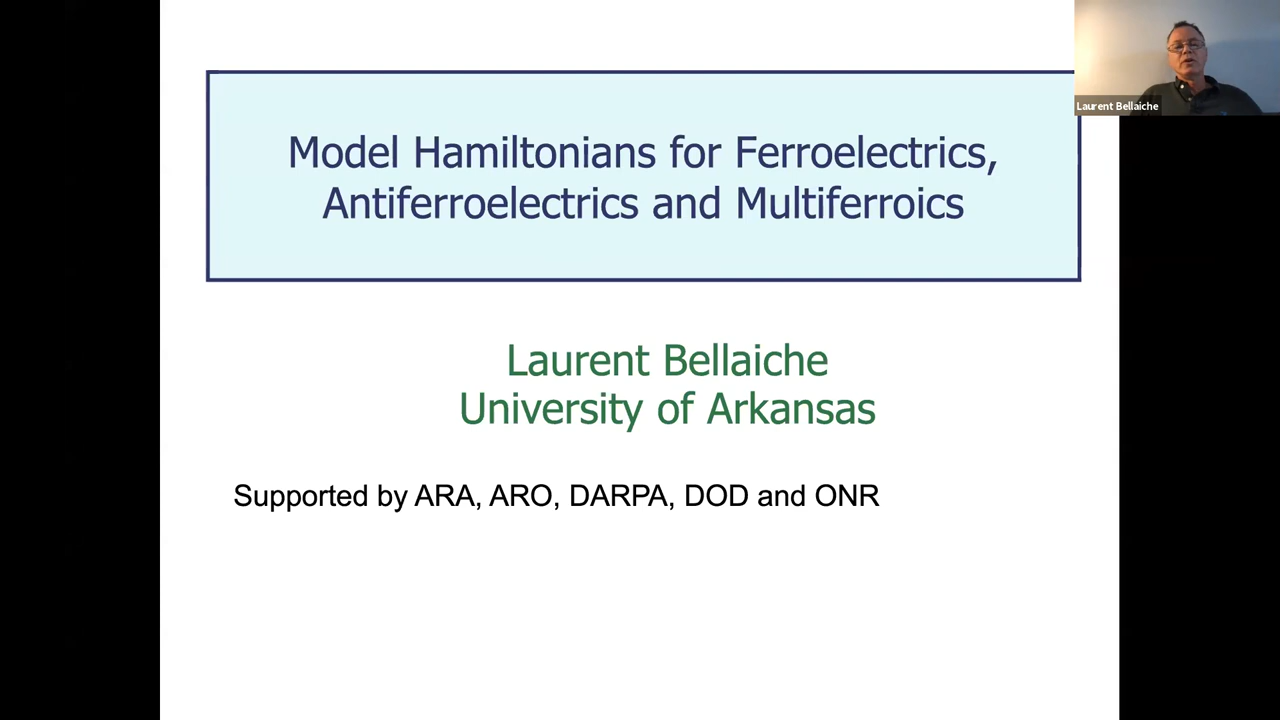 Model Hamiltonians for Ferroelectrics,
Antiferroelectrics and Multiferroics
Laurent Bellaiche
University of Arkansas
Supported by ARA, ARO, DARPA, DOD and ONR
Laurent Bellaiche